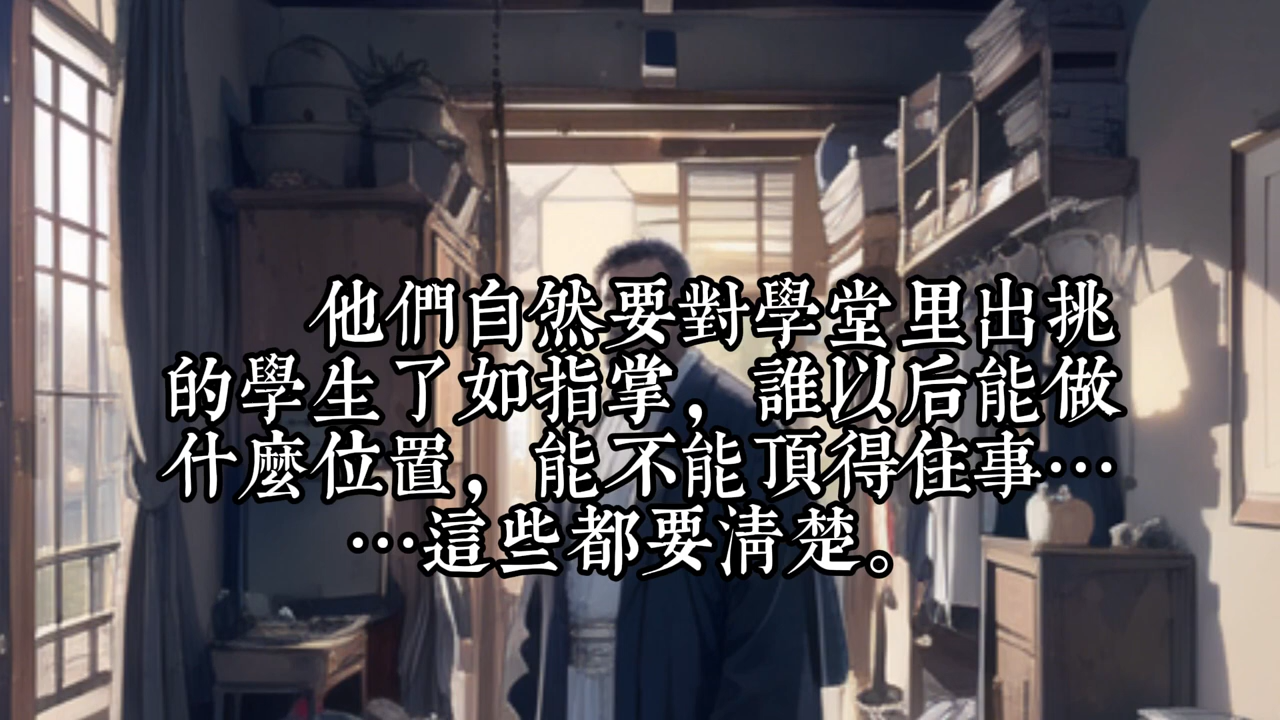 他們自然要對學堂里出挑
的學生了如指掌，誰以后能做
什麼位置，能不能頂得住事…
…這些都要清楚。